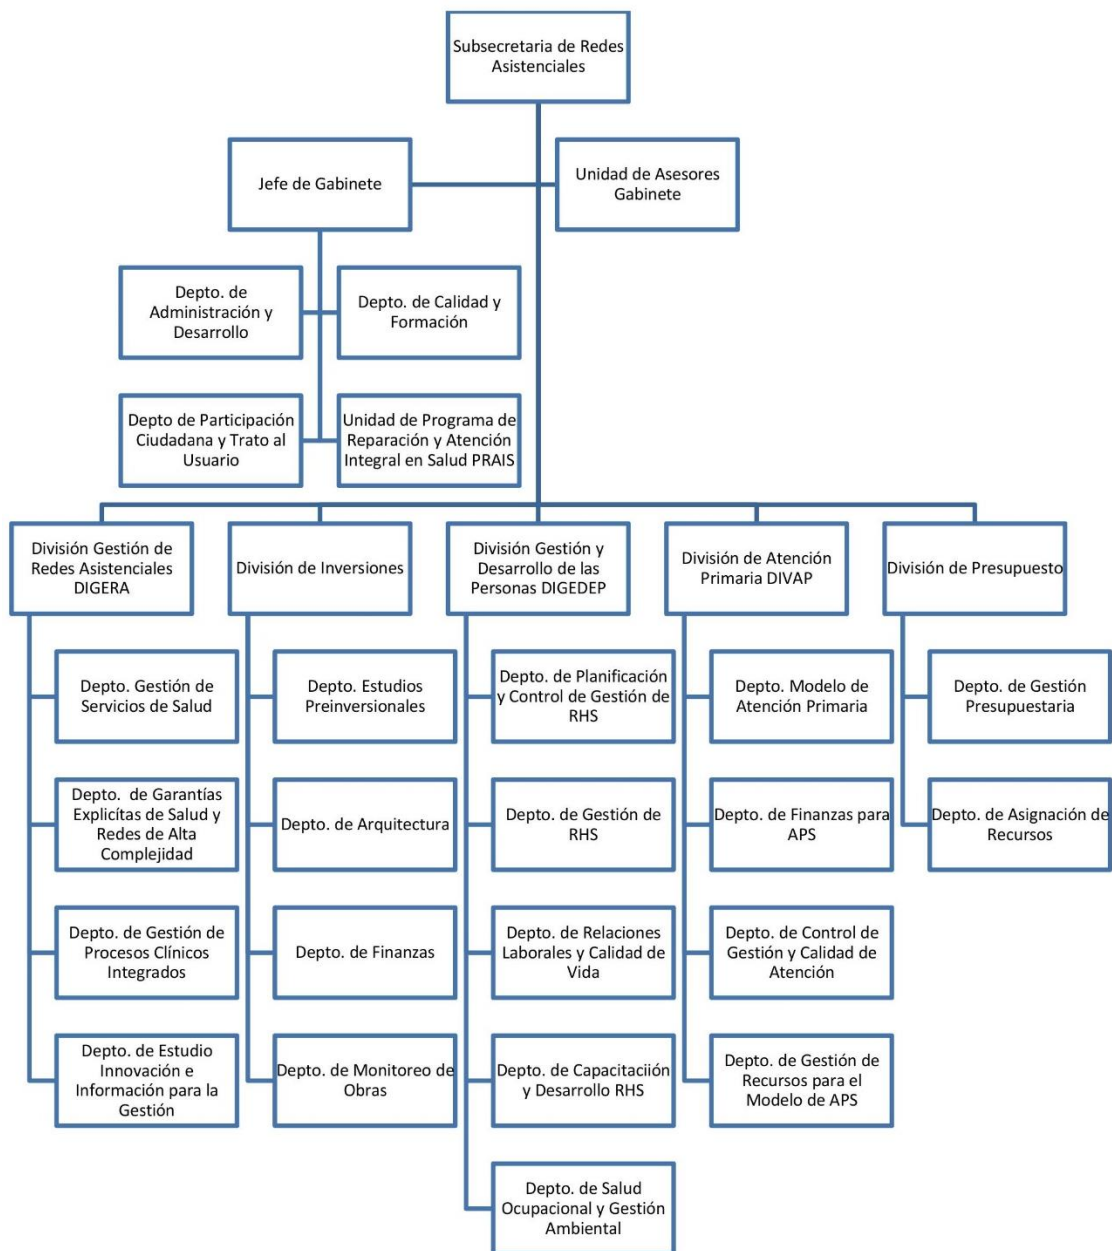 Subsecretaria de Redes
Asistenciales
Jefe de Gabinete
Unidad de Asesores
Gabinete
Depto. de
Administración y
Desarrollo
Depto. de Calidad y
Formación
Depto de Participación
Ciudadana y Trato al
Usuario
Unidad de Programa de
Reparación y Atención
Integral en Salud PRAIS
División Gestión de
Redes Asistenciales
DIGERA
División de Inversiones
División Gestión y
Desarrollo de las
Personas DIGEDEP
División de Atención
Primaria DIVAP
División de Presupuesto
Depto. Gestión de
Servicios de Salud
Depto. de Garantías
Explicítas de Salud y
Redes de Alta
Complejidad
Depto. de Gestión de
Procesos Clínicos
Integrados
Depto. de Estudio
Innovación e
Información para la
Gestión
Depto. Estudios
Preinversionales
Depto. de Arquitectura
Depto. de Finanzas
Depto. de Monitoreo de
Obras
Depto. de Planificación
y Control de Gestión de
RHS
Depto. de Gestión de
RHS
Depto. de Relaciones
Laborales y Calidad de
Vida
Depto. de Capacitaciión
y Desarrollo RHS
Depto. de Salud
Ocupacional y Gestión
Ambiental
Depto. Modelo de
Atención Primaria
Depto. de Finanzas para
APS
Depto. de Control de
Gestión y Calidad de
Atención
Depto. de Gestión de
Recursos para el
Modelo de APS
Depto. de Gestión
Presupuestaria
Depto. de Asignación de
Recursos